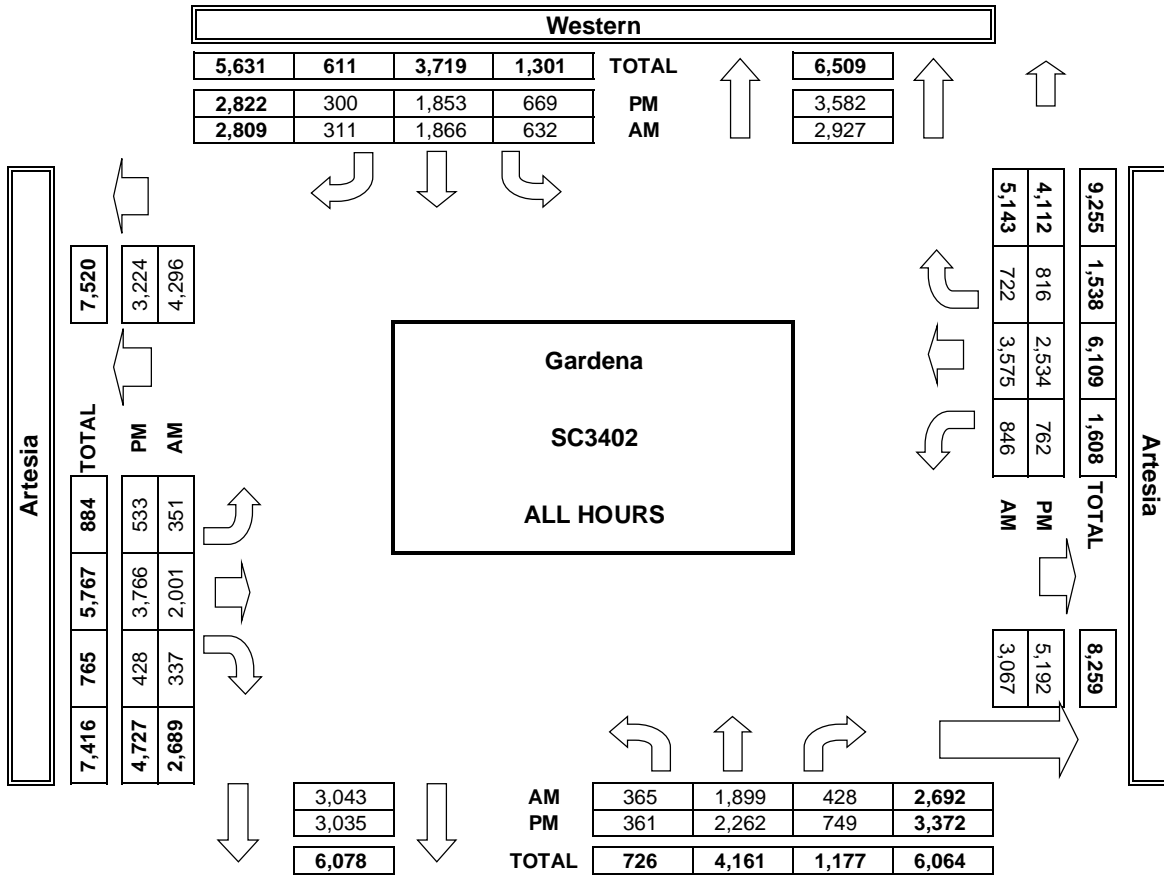 Western
5,631 611 3,719 1,301 TOTAL 6,509
2,822 300 1,853 669 PM 3,582
2,809 311 1,866 632 AM 2,927
Artesia
7,520 3,224 4,296
TOTAL PM AM
884 533 351
5,767 3,766 2,001
765 428 337
7,416 4,727 2,689
Gardena
SC3402
ALL HOURS
5,143 4,112 9,255
722 816 1,538
3,575 2,534 6,109
846 762 1,608
AM PM TOTAL
3,067 5,192 8,259
Artesia
3,043 AM 365 1,899 428 2,692
3,035 PM 361 2,262 749 3,372
6,078 TOTAL 726 4,161 1,177 6,064